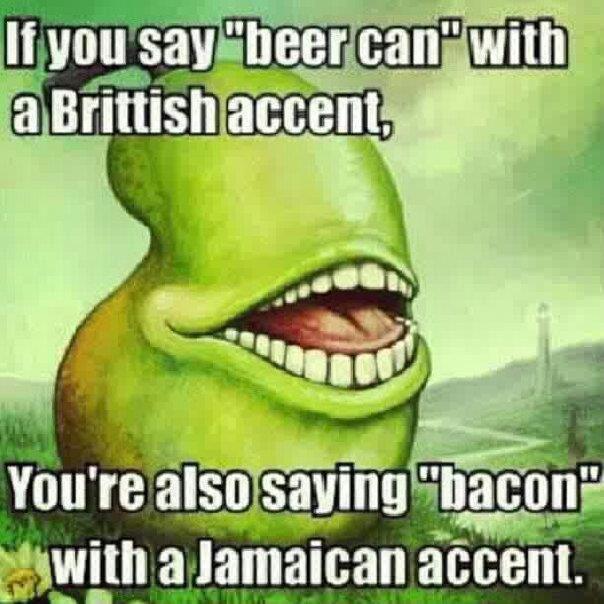 If you say "beer can" with
a Brittish accent,
You're also saying "bacon"
with a Jamaican accent.